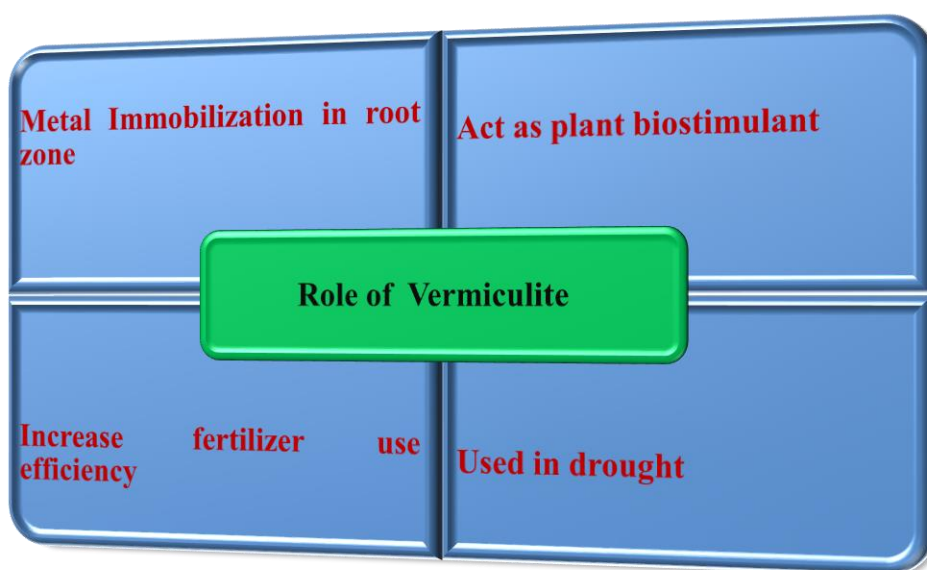 Metal Immobilization in root
zone
Act as plant biostimulant
Role of Vermiculite
Increase fertilizer use
efficiency
Used in drought